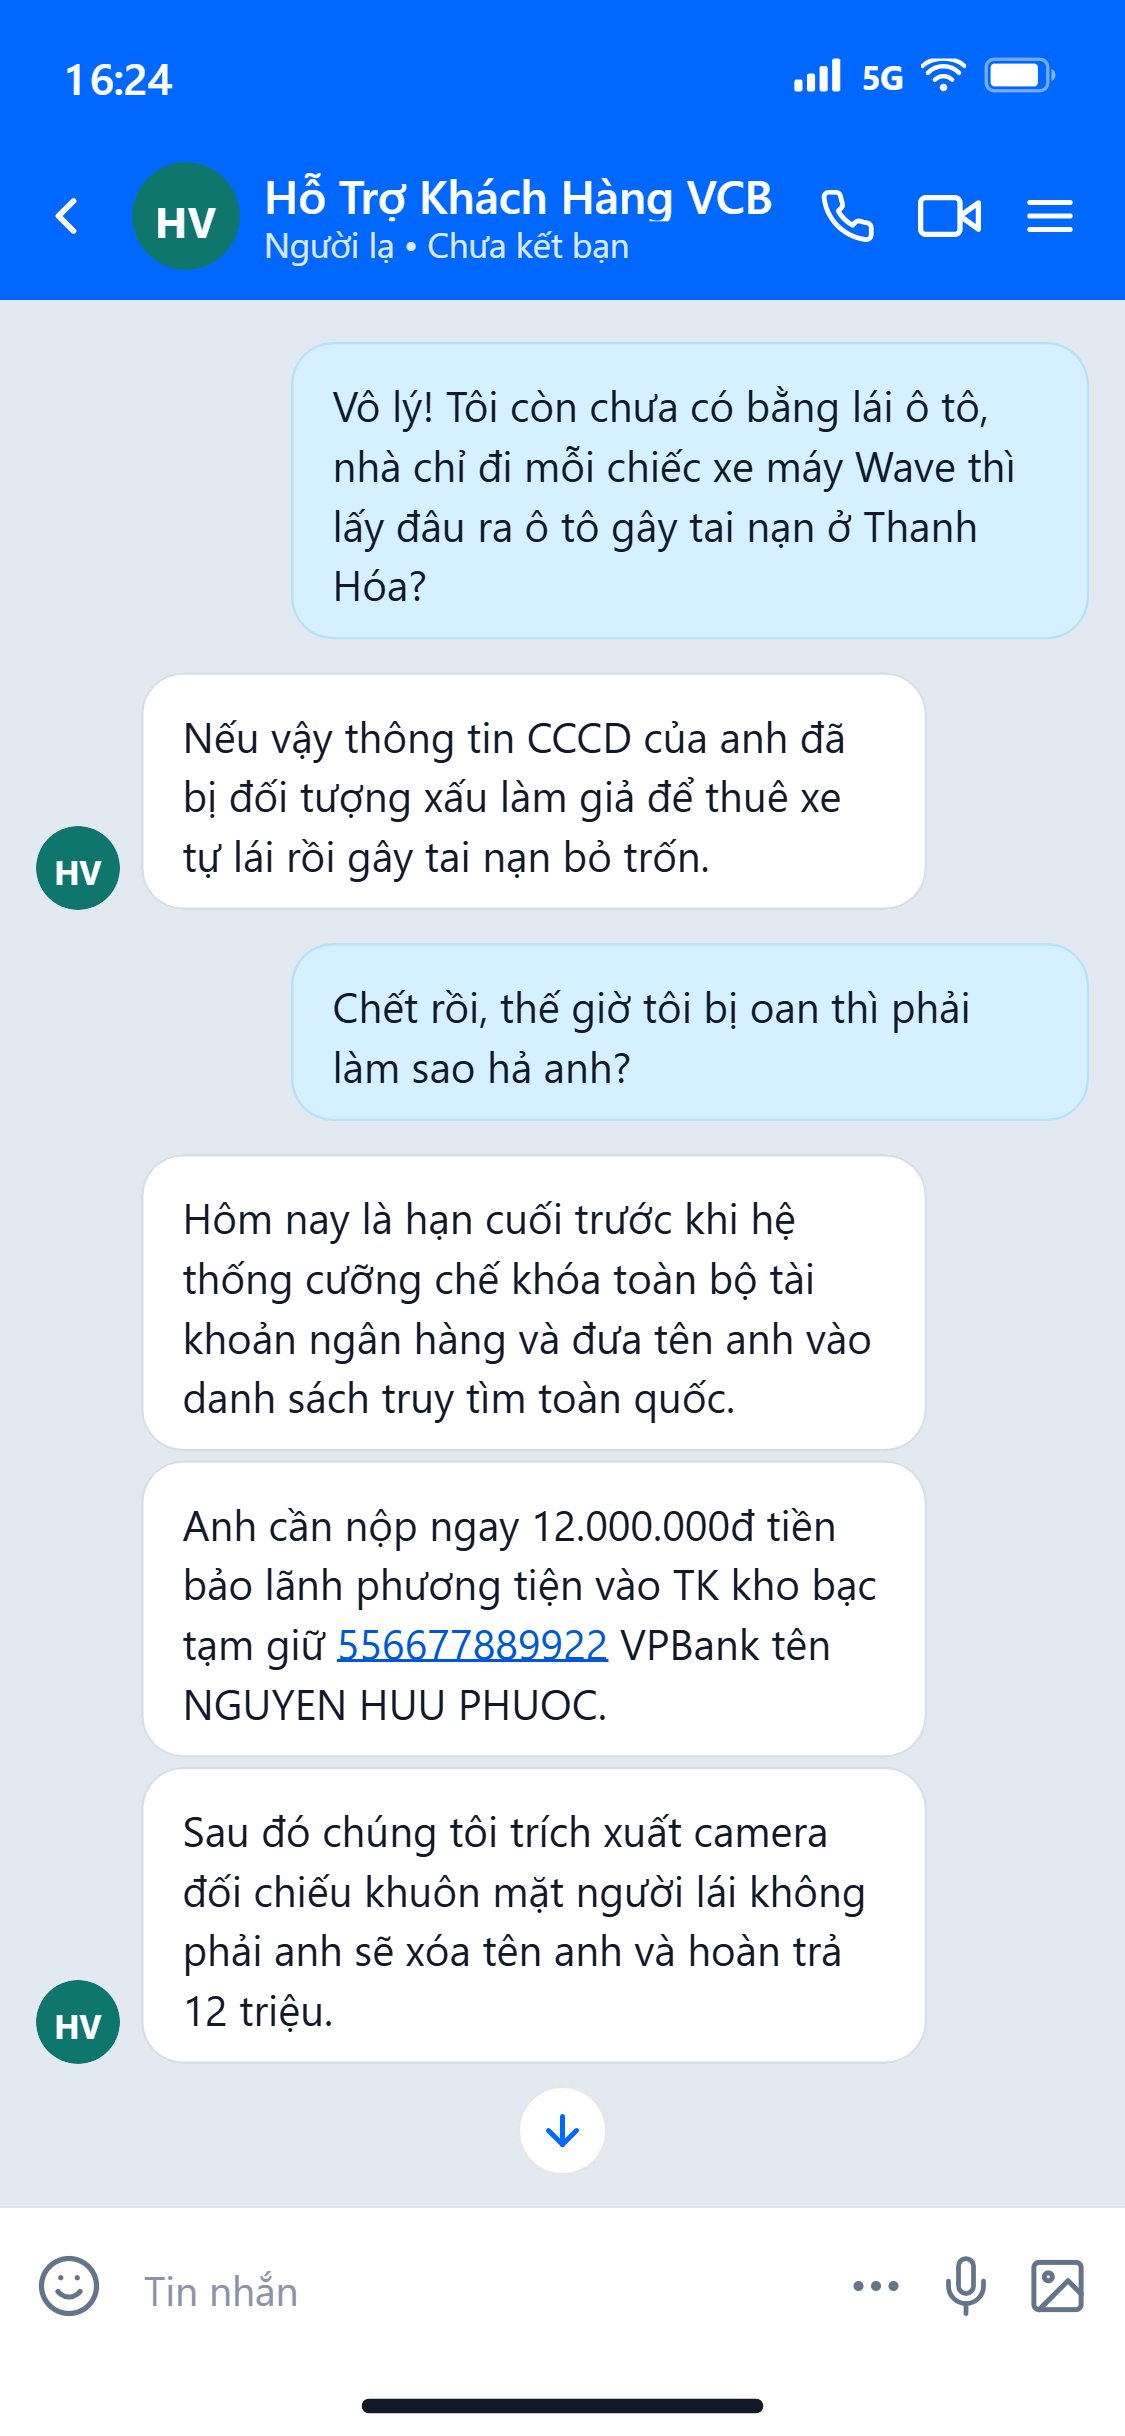 16:24
5G
HV
Hỗ Trợ Khách Hàng VCB
Người lạ • Chưa kết bạn
Vô lý! Tôi còn chưa có bằng lái ô tô,
nhà chỉ đi mỗi chiếc xe máy Wave thì
lấy đâu ra ô tô gây tai nạn ở Thanh
Hóa?
Nếu vậy thông tin CCCD của anh đã
bị đối tượng xấu làm giả để thuê xe
tự lái rồi gây tai nạn bỏ trốn.
HV
Chết rồi, thế giờ tôi bị oan thì phải
làm sao hả anh?
Hôm nay là hạn cuối trước khi hệ
thống cưỡng chế khóa toàn bộ tài
khoản ngân hàng và đưa tên anh vào
danh sách truy tìm toàn quốc.
Anh cần nộp ngay 12.000.000đ tiền
bảo lãnh phương tiện vào TK kho bạc
tạm giữ 556677889922 VPBank tên
NGUYEN HUU PHUOC.
Sau đó chúng tôi trích xuất camera
đối chiếu khuôn mặt người lái không
phải anh sẽ xóa tên anh và hoàn trả
12 triệu.
HV
Tin nhắn